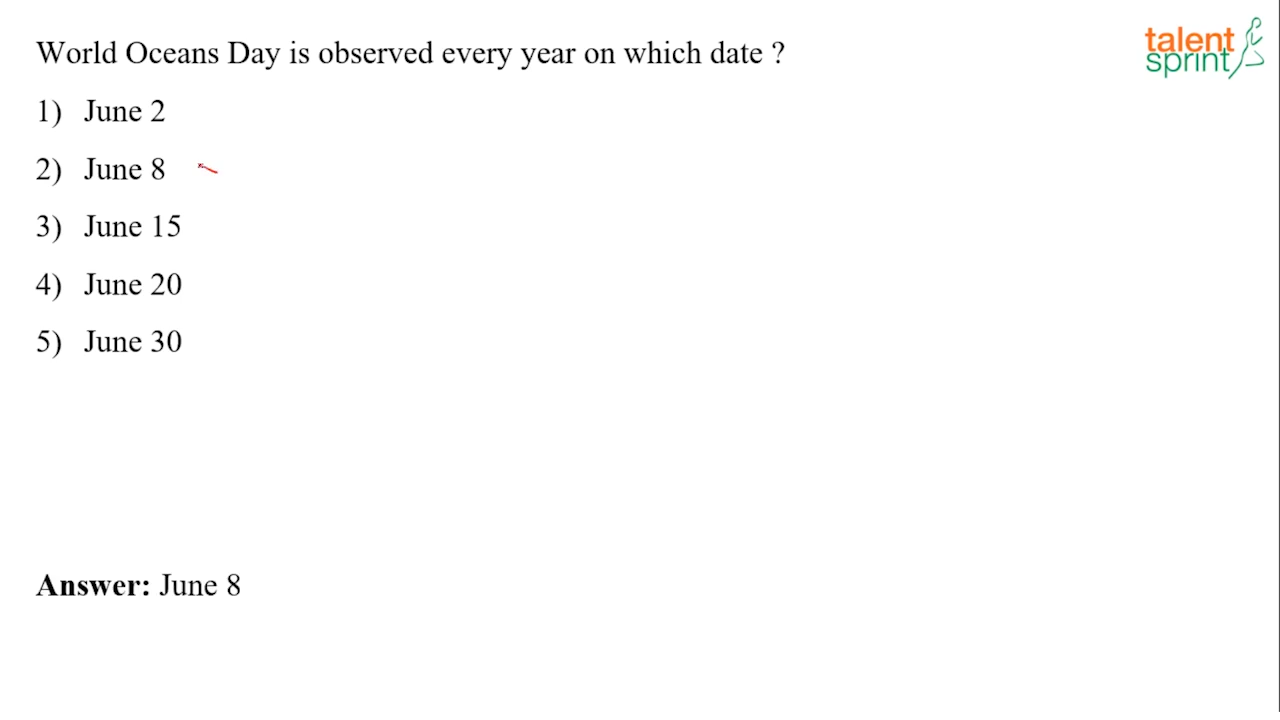 World Oceans Day is observed every year on which date ?
talent
sprint
1) June 2
2) June 8
3) June 15
4) June 20
5) June 30
Answer: June 8